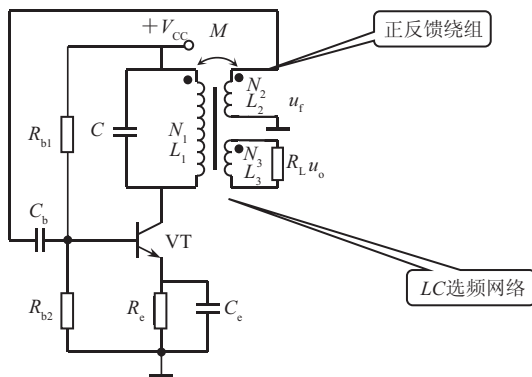 +V_CC
M
正反馈绕组
R_b1
C
N_1
L_1
N_2
L_2
u_f
N_3
L_3
R_L
u_o
C_b
VT
LC选频网络
R_b2
R_e
C_e